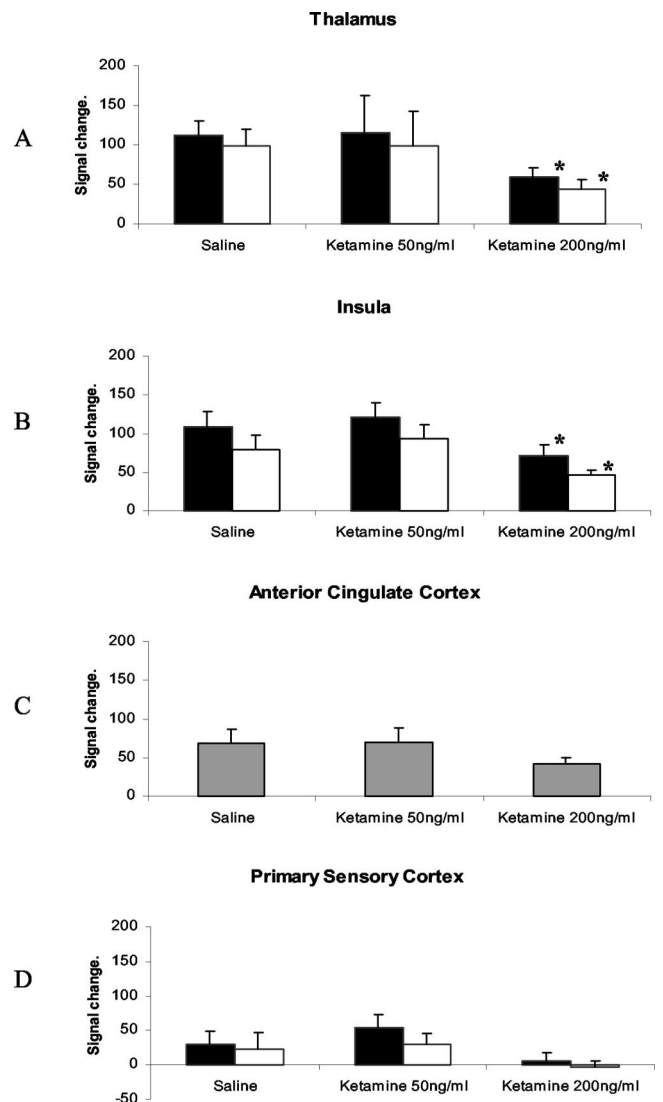 Thalamus
A
Signal change.
200
150
100
50
0
* *
Saline Ketamine 50ng/ml Ketamine 200ng/ml
Insula
B
Signal change.
200
150
100
50
0
* *
Saline Ketamine 50ng/ml Ketamine 200ng/ml
Anterior Cingulate Cortex
C
Signal change.
200
150
100
50
0
Saline Ketamine 50ng/ml Ketamine 200ng/ml
Primary Sensory Cortex
D
Signal change.
200
150
100
50
0
-50
Saline Ketamine 50ng/ml Ketamine 200ng/ml